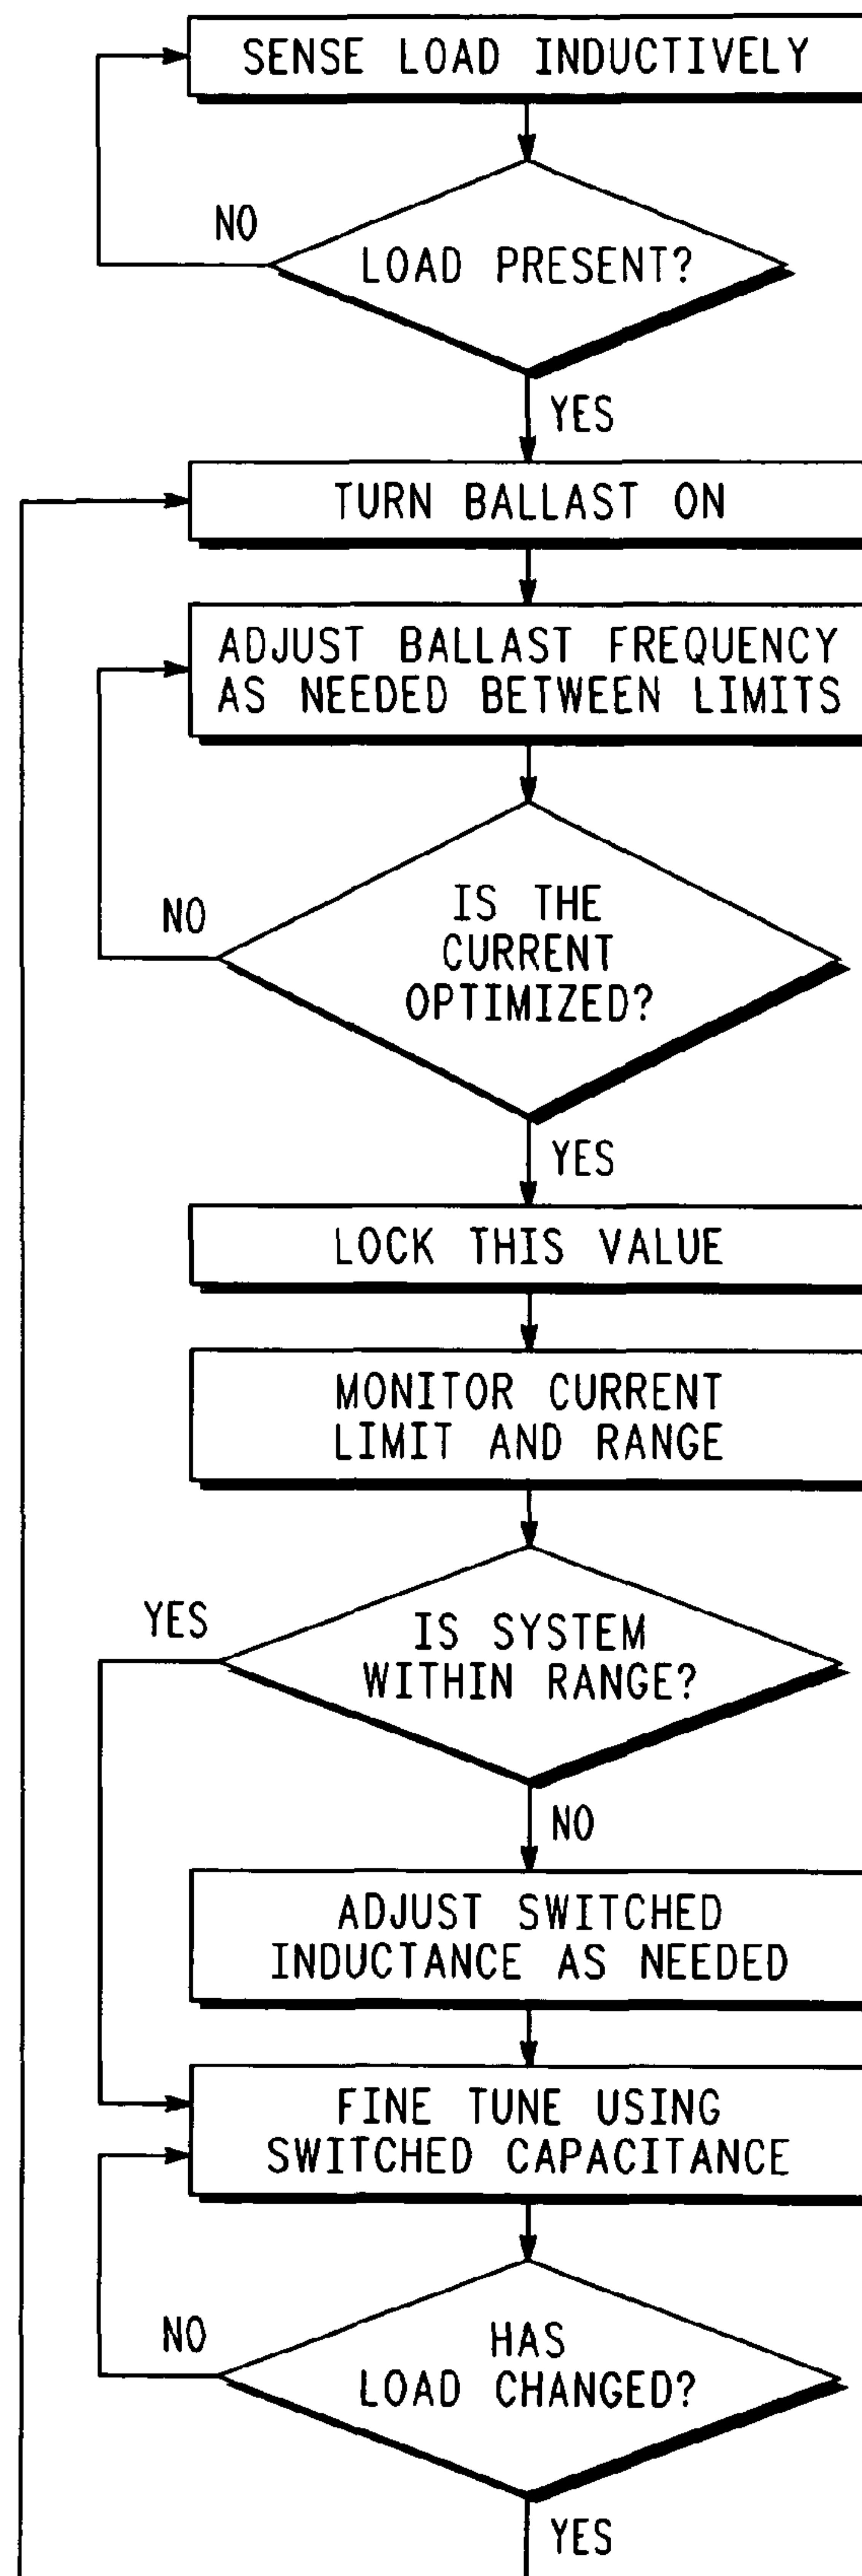 SENSE LOAD INDUCTIVELY
NO
LOAD PRESENT?
YES
TURN BALLAST ON
ADJUST BALLAST FREQUENCY
AS NEEDED BETWEEN LIMITS
NO
IS THE
CURRENT
OPTIMIZED?
YES
LOCK THIS VALUE
MONITOR CURRENT
LIMIT AND RANGE
YES
IS SYSTEM
WITHIN RANGE?
NO
ADJUST SWITCHED
INDUCTANCE AS NEEDED
FINE TUNE USING
SWITCHED CAPACITANCE
NO
HAS
LOAD CHANGED?
YES